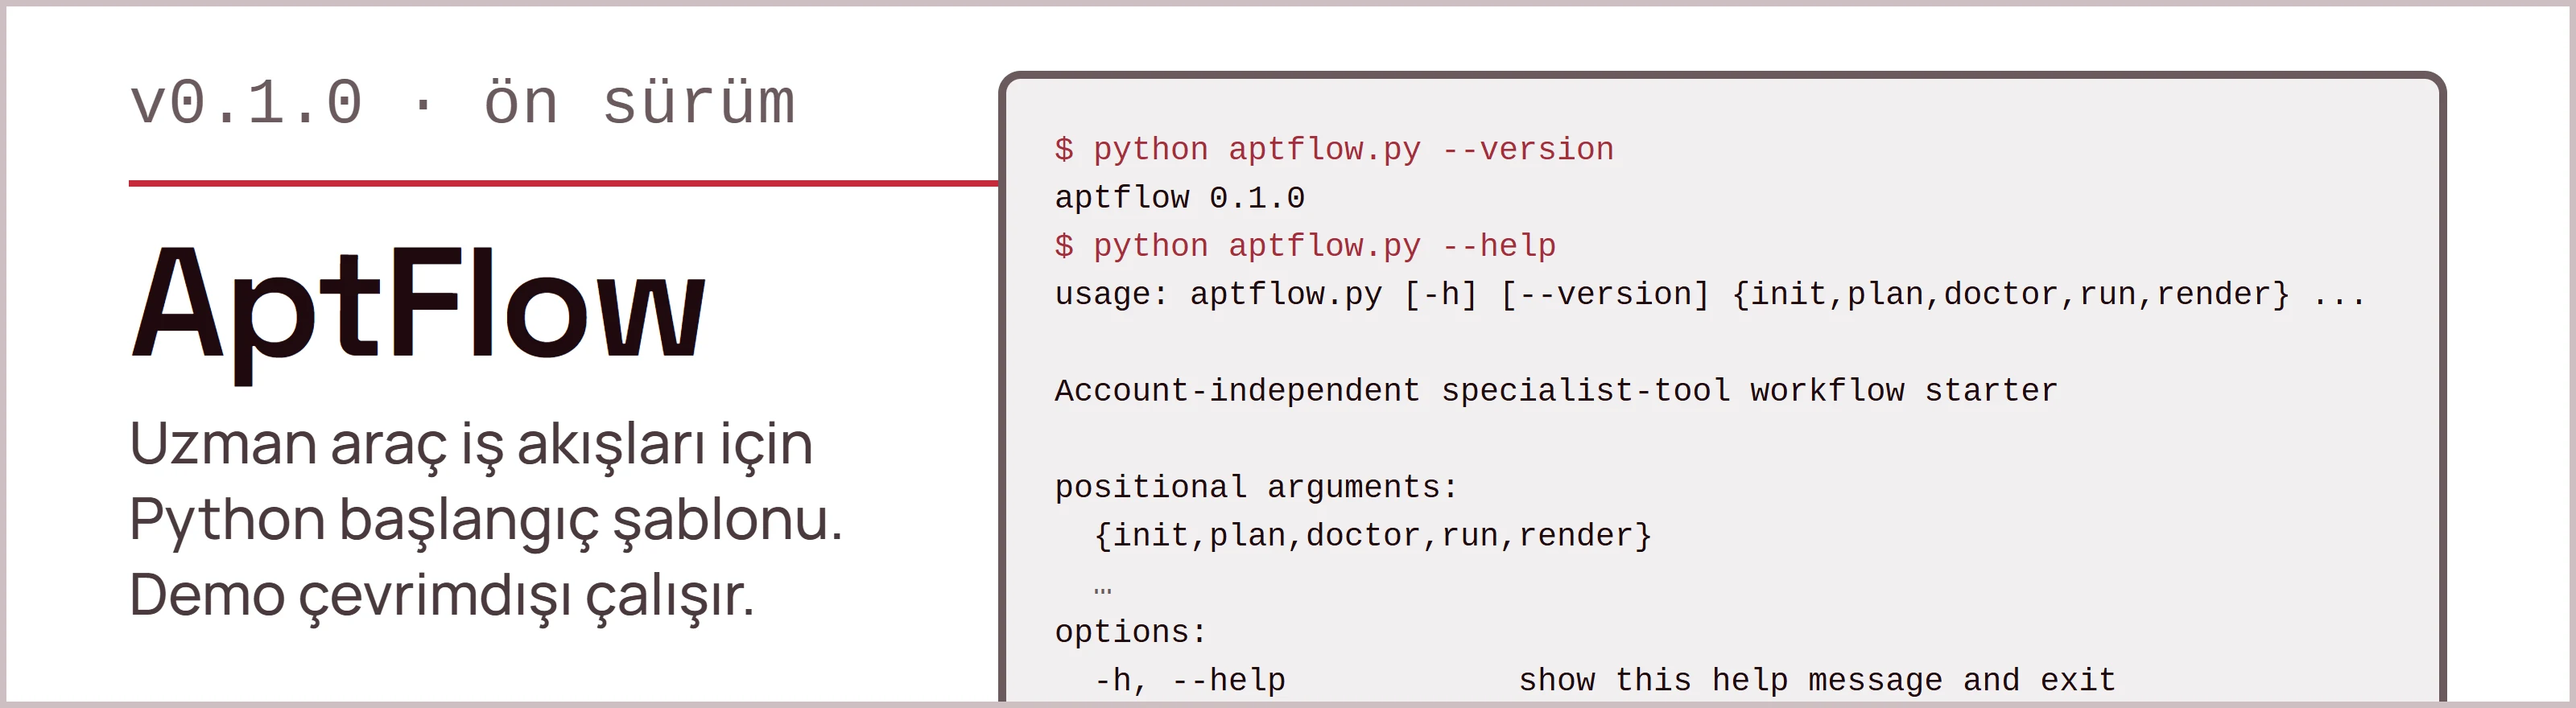 v0.1.0 · ön sürüm
AptFlow
Uzman araç iş akışları için
Python başlangıç şablonu.
Demo çevrimdışı çalışır.
$ python aptflow.py --version
aptflow 0.1.0
$ python aptflow.py --help
usage: aptflow.py [-h] [--version] {init,plan,doctor,run,render} ...
Account-independent specialist-tool workflow starter
positional arguments:
  {init,plan,doctor,run,render}
  …
options:
  -h, --help            show this help message and exit